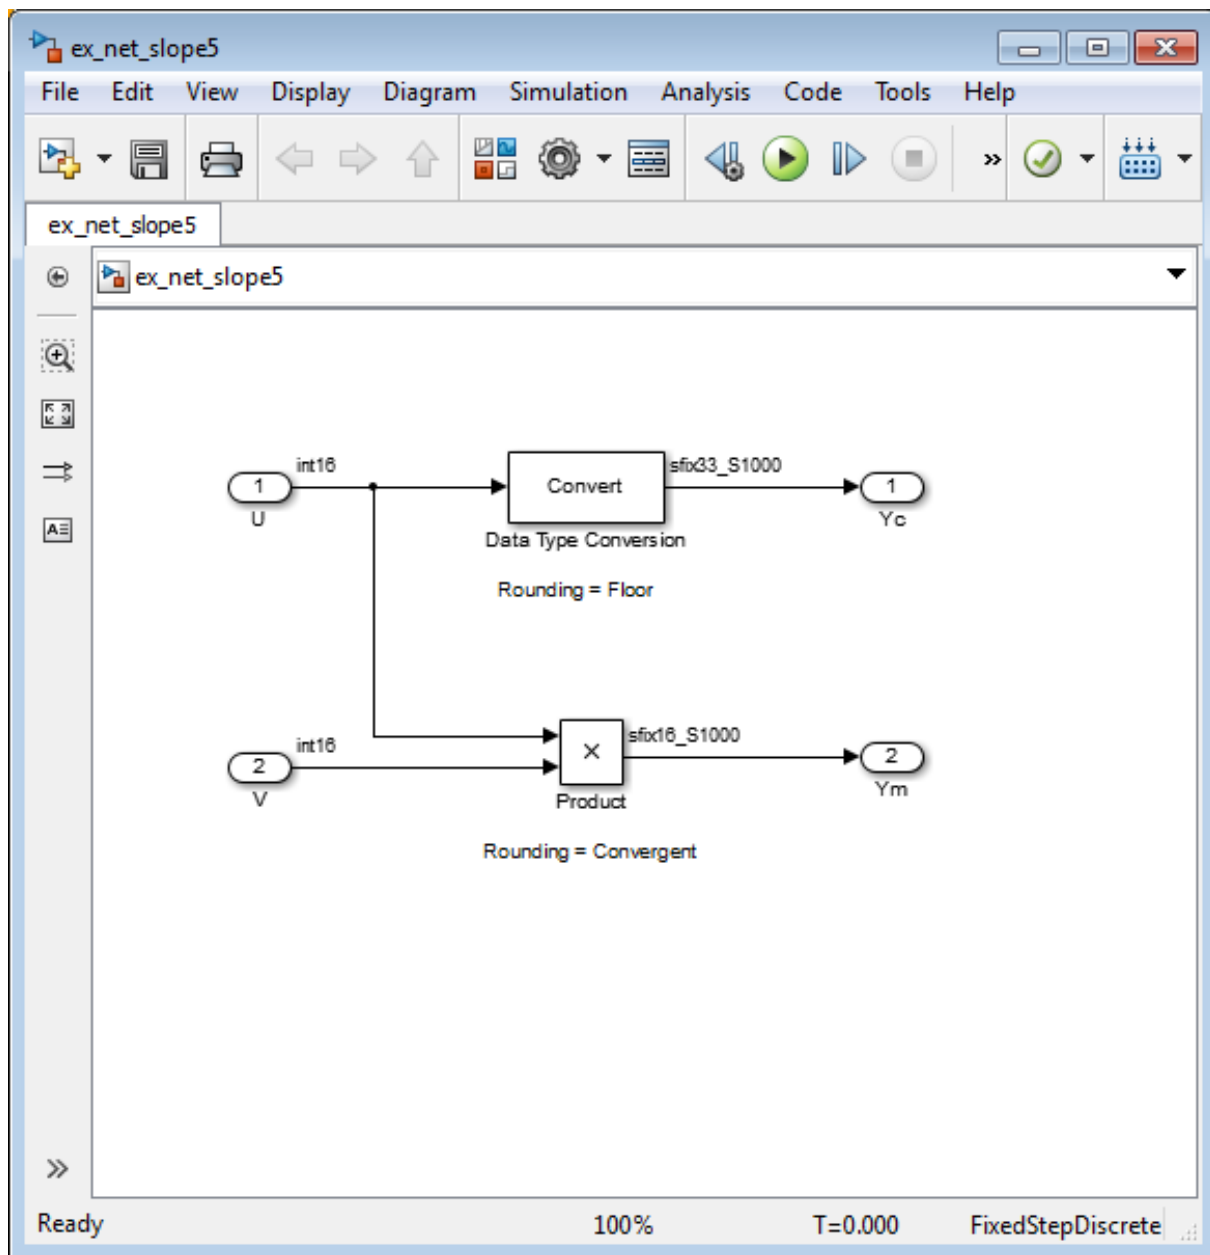 ex_net_slope5
File Edit View Display Diagram Simulation Analysis Code Tools Help
ex_net_slope5
ex_net_slope5
int16
1
U
Convert
sfix33_S1000
1
Yc
Data Type Conversion
Rounding = Floor
int16
2
V
×
sfix16_S1000
2
Ym
Product
Rounding = Convergent
Ready 100% T=0.000 FixedStepDiscrete